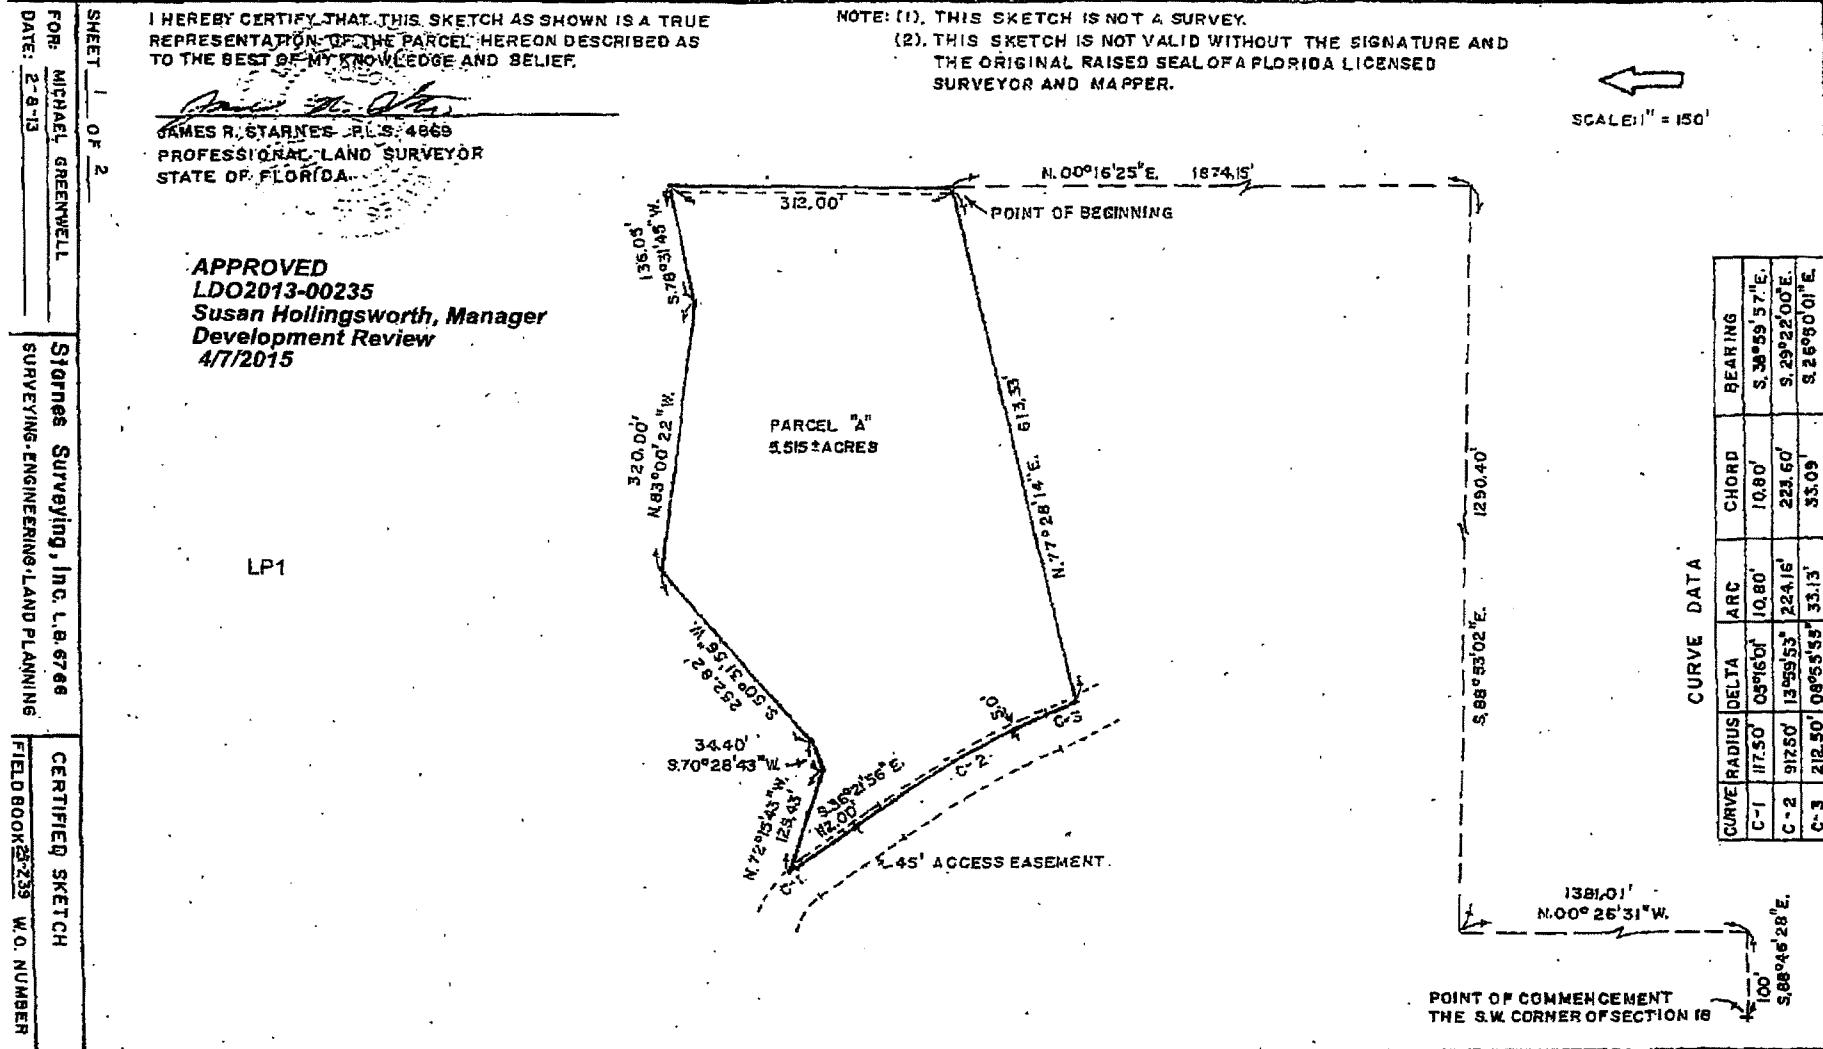 I HEREBY CERTIFY THAT THIS SKETCH AS SHOWN IS A TRUE
REPRESENTATION OF THE PARCEL HEREON DESCRIBED AS
TO THE BEST OF MY KNOWLEDGE AND BELIEF.
JAMES R. STARNES P.L.S. 4869
PROFESSIONAL LAND SURVEYOR
STATE OF FLORIDA
NOTE: (1). THIS SKETCH IS NOT A SURVEY.
(2). THIS SKETCH IS NOT VALID WITHOUT THE SIGNATURE AND
THE ORIGINAL RAISED SEAL OF A FLORIDA LICENSED
SURVEYOR AND MAPPER.
SCALE: 1" = 150'
SHEET 1 OF 2
FOR: MICHAEL GREENWELL
DATE: 2-8-13
Starnes Surveying, Inc. L.B. 6766
SURVEYING-ENGINEERING-LAND PLANNING
CERTIFIED SKETCH
FIELD BOOK W.O. NUMBER
APPROVED
LDO2013-00235
Susan Hollingsworth, Manager
Development Review
4/7/2015
LP1
N.00°16'25"E. 1874.15'
312.00'
POINT OF BEGINNING
136.05'
S.78°31'45"W.
320.00'
N.83°00'22"W.
PARCEL "A"
5.515±ACRES
N.77°28'14"E. 613.33'
252.82'
S.50°31'56"W.
34.40'
S.70°28'43"W.
N.72°15'43"W.
S.36°21'56"E.
112.00'
5.0'
C-1
C-2
C-3
45' ACCESS EASEMENT
1290.40'
S.88°53'02"E.
1381.01'
N.00°26'31"W.
100'
S.88°46'28"E.
POINT OF COMMENCEMENT
THE S.W. CORNER OF SECTION 18
CURVE DATA
CURVE RADIUS DELTA ARC CHORD BEARING
C-1 117.50' 05°16'01" 10.80' 10.80' S.38°59'57"E.
C-2 917.50' 13°59'53" 224.16' 223.60' S.29°22'00"E.
C-3 212.50' 08°55'55" 33.13' 33.09'